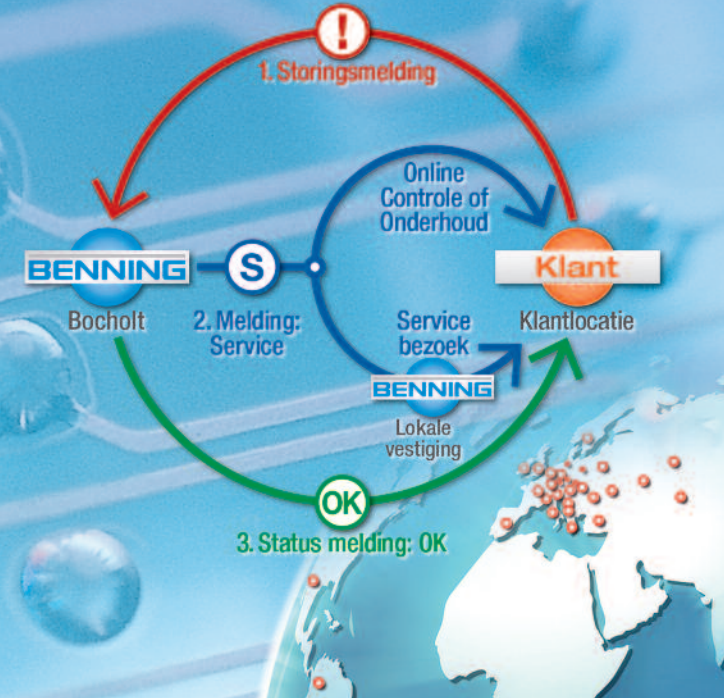 !
1. Storingsmelding
Online
Controle of
Onderhoud
BENNING
S
Klant
Bocholt
2. Melding:
Service
Service
bezoek
Klantlocatie
BENNING
Lokale
vestiging
OK
3. Status melding: OK